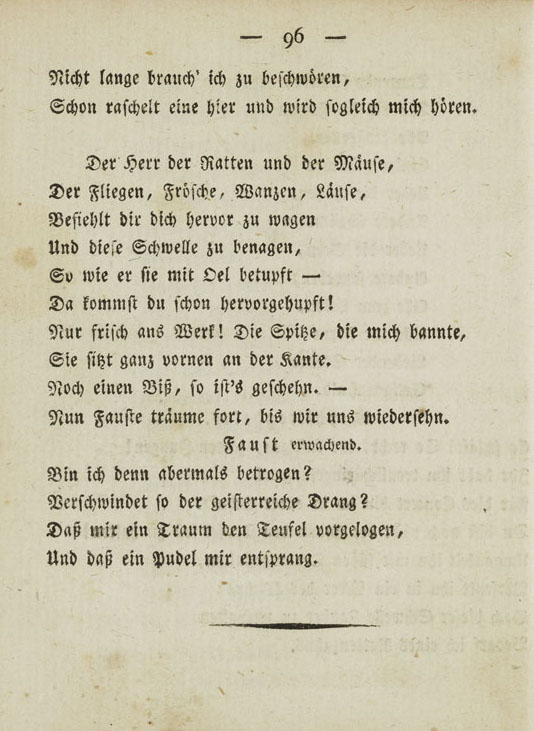 — 96 —
Nicht lange brauch' ich zu beschwören,
Schon raschelt eine hier und wird sogleich mich hören.
Der Herr der Ratten und der Mäuse,
Der Fliegen, Frösche, Wanzen, Läuse,
Befiehlt dir dich hervor zu wagen
Und diese Schwelle zu benagen,
So wie er sie mit Oel betupft —
Da kommst du schon hervorgehupft!
Nur frisch ans Werk! Die Spitze, die mich bannte,
Sie sitzt ganz vornen an der Kante.
Noch einen Biß, so ist's geschehn. —
Nun Fauste träume fort, bis wir uns wiedersehn.
Faust erwachend.
Bin ich denn abermals betrogen?
Verschwindet so der geisterreiche Drang?
Daß mir ein Traum den Teufel vorgelogen,
Und daß ein Pudel mir entsprang.